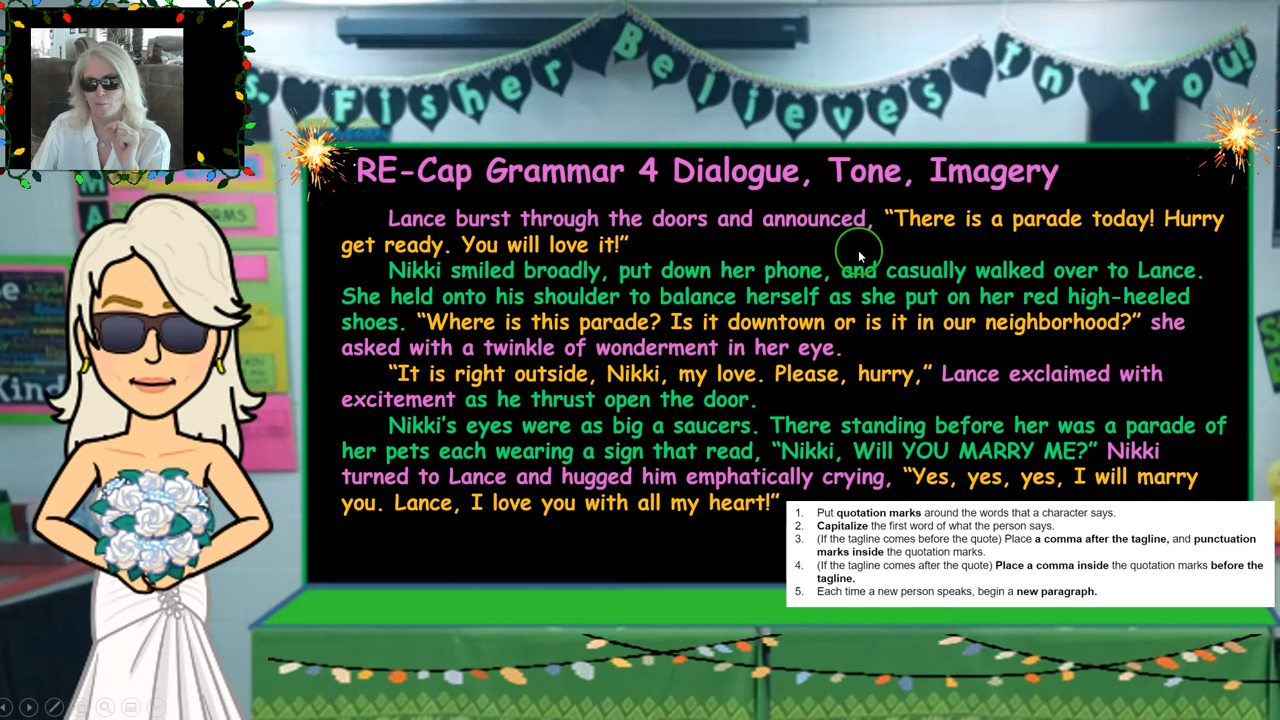 s. Fisher Believes In You!
RE-Cap Grammar 4 Dialogue, Tone, Imagery
Lance burst through the doors and announced, “There is a parade today! Hurry
get ready. You will love it!”
Nikki smiled broadly, put down her phone, and casually walked over to Lance.
She held onto his shoulder to balance herself as she put on her red high-heeled
shoes. “Where is this parade? Is it downtown or is it in our neighborhood?” she
asked with a twinkle of wonderment in her eye.
“It is right outside, Nikki, my love. Please, hurry,” Lance exclaimed with
excitement as he thrust open the door.
Nikki’s eyes were as big a saucers. There standing before her was a parade of
her pets each wearing a sign that read, “Nikki, Will YOU MARRY ME?” Nikki
turned to Lance and hugged him emphatically crying, “Yes, yes, yes, I will marry
you. Lance, I love you with all my heart!”
1. Put quotation marks around the words that a character says.
2. Capitalize the first word of what the person says.
3. (If the tagline comes before the quote) Place a comma after the tagline, and punctuation
marks inside the quotation marks.
4. (If the tagline comes after the quote) Place a comma inside the quotation marks before the
tagline.
5. Each time a new person speaks, begin a new paragraph.
M
A
Kind